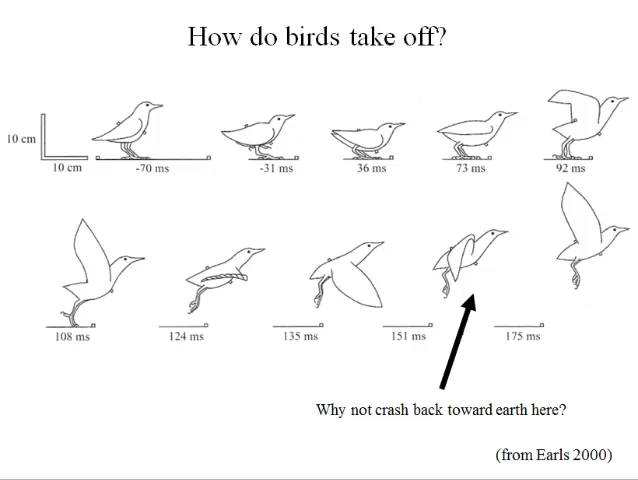 How do birds take off?
10 cm
10 cm
-70 ms
-31 ms
36 ms
73 ms
92 ms
108 ms
124 ms
135 ms
151 ms
175 ms
Why not crash back toward earth here?
(from Earls 2000)